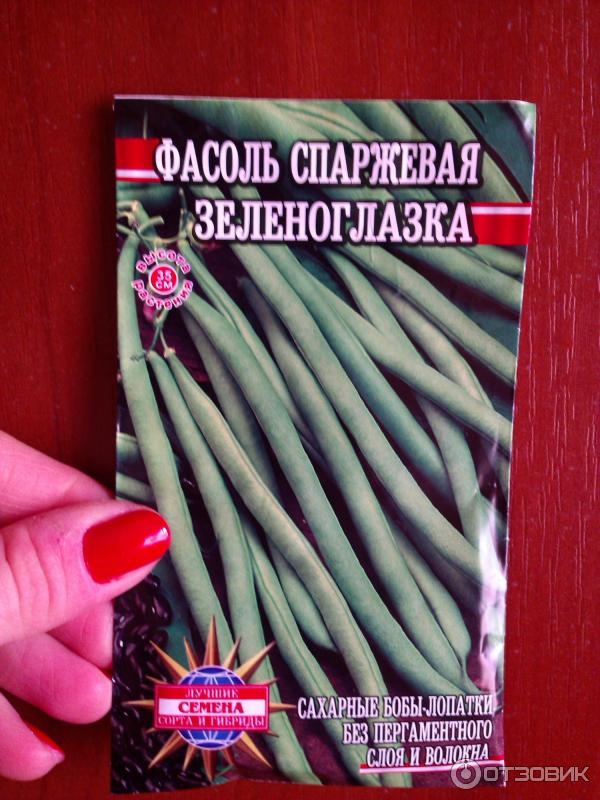 ФАСОЛЬ СПАРЖЕВАЯ
ЗЕЛЕНОГЛАЗКА
ВЫСОТА
35
СМ
РАСТЕНИЯ
ЛУЧШИЕ
СЕМЕНА
СОРТА И ГИБРИДЫ
САХАРНЫЕ БОБЫ-ЛОПАТКИ
БЕЗ ПЕРГАМЕНТНОГО
СЛОЯ И ВОЛОКНА
ОТЗОВИК